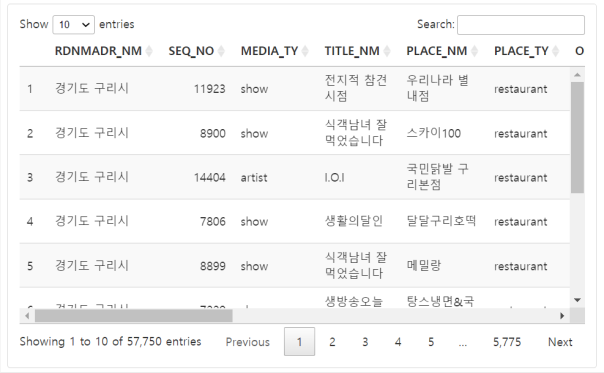 Show 10 entries Search:
RDNMADR_NM SEQ_NO MEDIA_TY TITLE_NM PLACE_NM PLACE_TY O
1 경기도 구리시 11923 show 전지적 참견 시점 우리나라 별 내점 restaurant
2 경기도 구리시 8900 show 식객남녀 잘 먹었습니다 스카이100 restaurant
3 경기도 구리시 14404 artist I.O.I 국민닭발 구 리본점 restaurant
4 경기도 구리시 7806 show 생활의달인 달달구리호떡 restaurant
5 경기도 구리시 8899 show 식객남녀 잘 먹었습니다 메밀랑 restaurant
생방송오늘 탕스냉면&국
Showing 1 to 10 of 57,750 entries Previous 1 2 3 4 5 … 5,775 Next